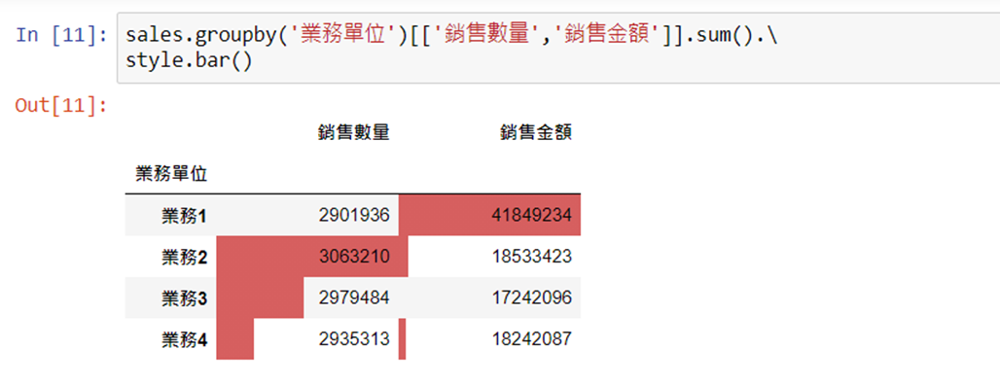 In [11]: sales.groupby('業務單位')[['銷售數量','銷售金額']].sum().\
style.bar()
Out[11]:
銷售數量 銷售金額
業務單位
業務1 2901936 41849234
業務2 3063210 18533423
業務3 2979484 17242096
業務4 2935313 18242087